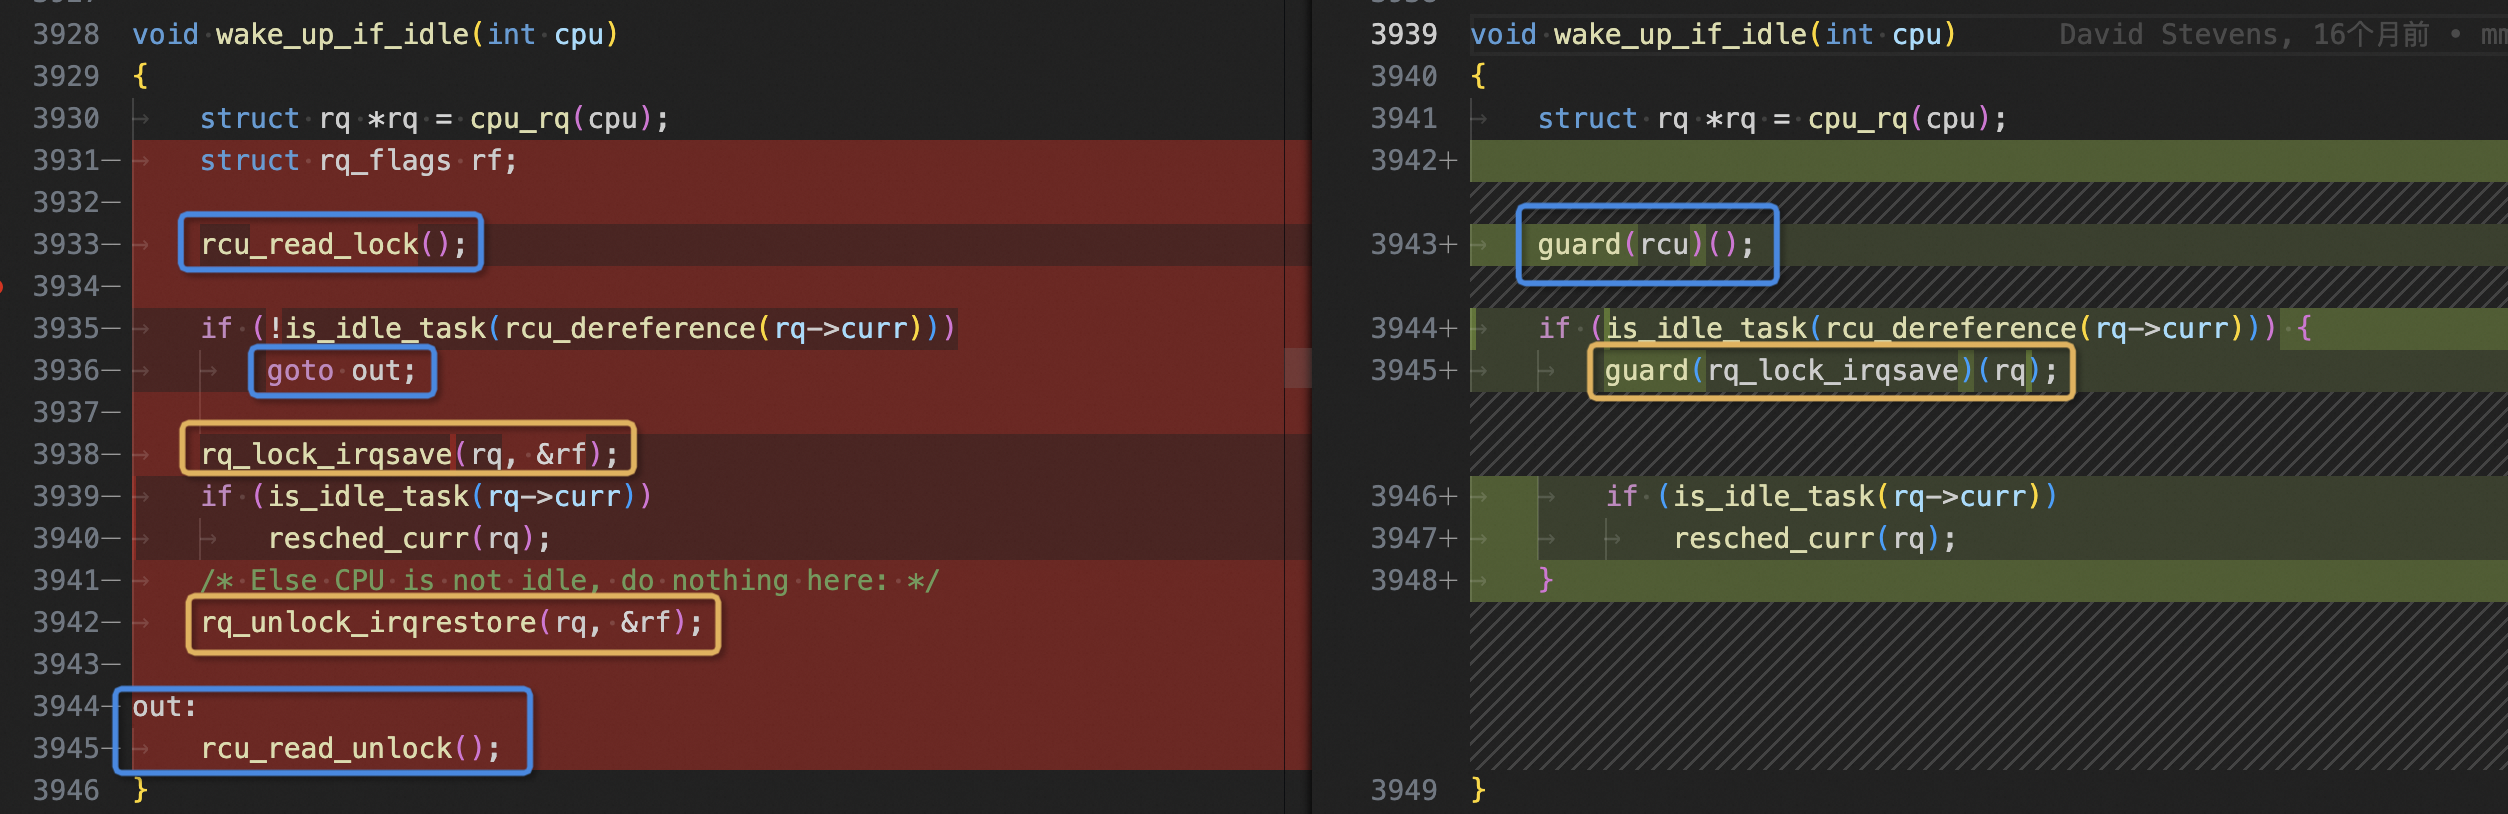 3928 void wake_up_if_idle(int cpu)
3929 {
3930 struct rq *rq = cpu_rq(cpu);
3931— struct rq_flags rf;
3932—
3933— rcu_read_lock();
3934—
3935— if (!is_idle_task(rcu_dereference(rq->curr)))
3936— goto out;
3937—
3938— rq_lock_irqsave(rq, &rf);
3939— if (is_idle_task(rq->curr))
3940— resched_curr(rq);
3941— /* Else CPU is not idle, do nothing here: */
3942— rq_unlock_irqrestore(rq, &rf);
3943—
3944— out:
3945— rcu_read_unlock();
3946 }
3939 void wake_up_if_idle(int cpu) David Stevens, 16个月前 •
3940 {
3941 struct rq *rq = cpu_rq(cpu);
3942+
3943+ guard(rcu)();
3944+ if (is_idle_task(rcu_dereference(rq->curr))) {
3945+ guard(rq_lock_irqsave)(rq);
3946+ if (is_idle_task(rq->curr))
3947+ resched_curr(rq);
3948+ }
3949 }